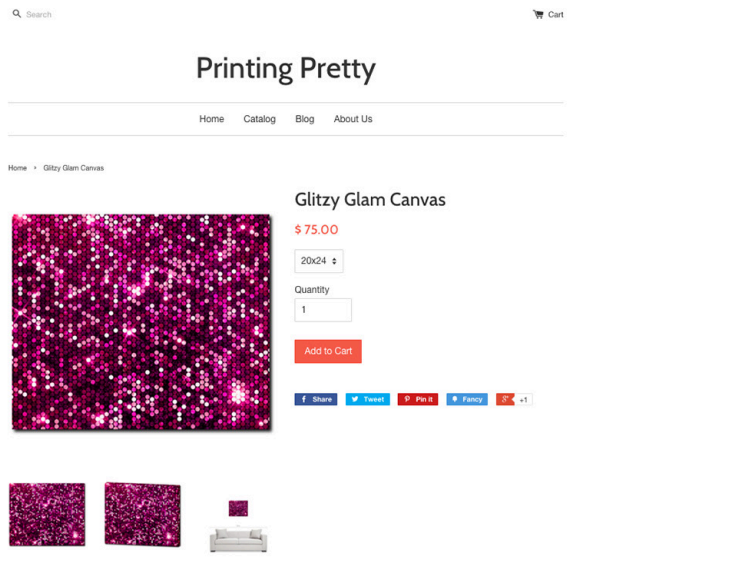 Search
Cart
Printing Pretty
Home Catalog Blog About Us
Home › Glitzy Glam Canvas
Glitzy Glam Canvas
$ 75.00
20x24
Quantity
1
Add to Cart
Share Tweet Pin it Fancy +1